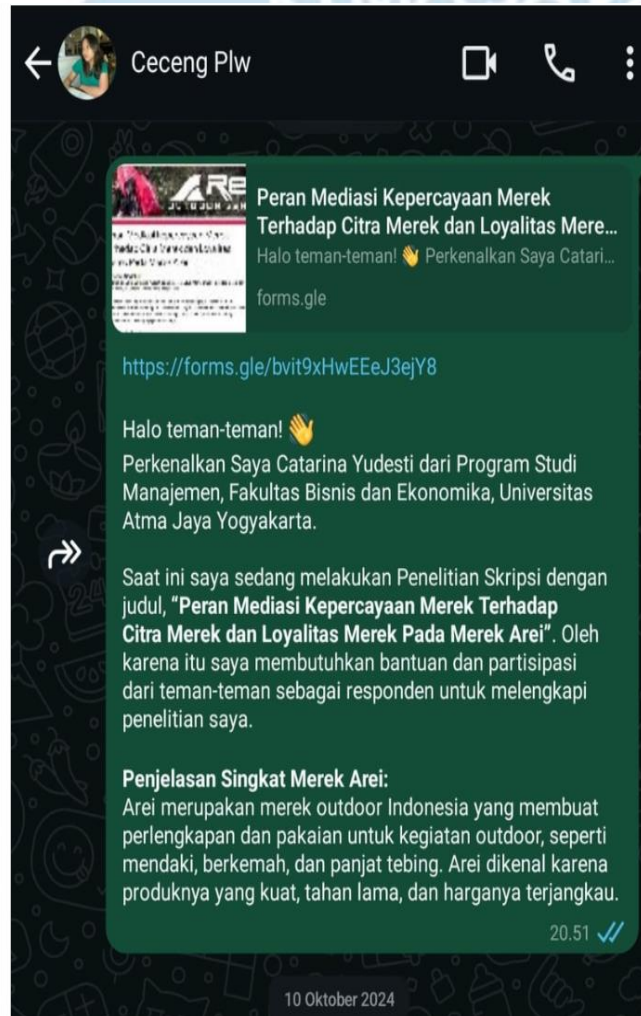 Ceceng Plw
Peran Mediasi Kepercayaan Merek
Terhadap Citra Merek dan Loyalitas Mere...
Halo teman-teman! 👋 Perkenalkan Saya Catari...
forms.gle
https://forms.gle/bvit9xHwEEeJ3ejY8
Halo teman-teman! 👋
Perkenalkan Saya Catarina Yudesti dari Program Studi
Manajemen, Fakultas Bisnis dan Ekonomika, Universitas
Atma Jaya Yogyakarta.
Saat ini saya sedang melakukan Penelitian Skripsi dengan
judul, “Peran Mediasi Kepercayaan Merek Terhadap
Citra Merek dan Loyalitas Merek Pada Merek Arei”. Oleh
karena itu saya membutuhkan bantuan dan partisipasi
dari teman-teman sebagai responden untuk melengkapi
penelitian saya.
Penjelasan Singkat Merek Arei:
Arei merupakan merek outdoor Indonesia yang membuat
perlengkapan dan pakaian untuk kegiatan outdoor, seperti
mendaki, berkemah, dan panjat tebing. Arei dikenal karena
produknya yang kuat, tahan lama, dan harganya terjangkau.
20.51
10 Oktober 2024